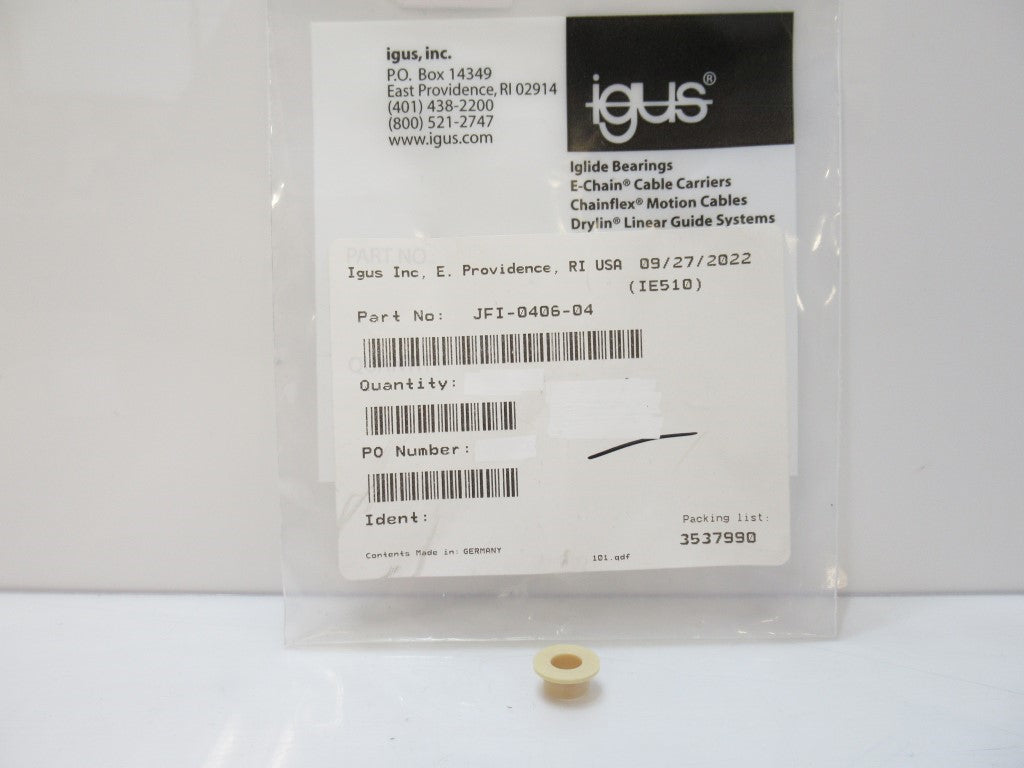 igus, inc.
P.O. Box 14349
East Providence, RI 02914
(401) 438-2200
(800) 521-2747
www.igus.com
igus®
Iglide Bearings
E-Chain® Cable Carriers
Chainflex® Motion Cables
Drylin® Linear Guide Systems
PART NO
Igus Inc, E. Providence, RI USA 09/27/2022
(IE510)
Part No: JFI-0406-04
Quantity:
PO Number:
Ident:
Packing list:
3537990
Contents Made in: GERMANY
101.qdf